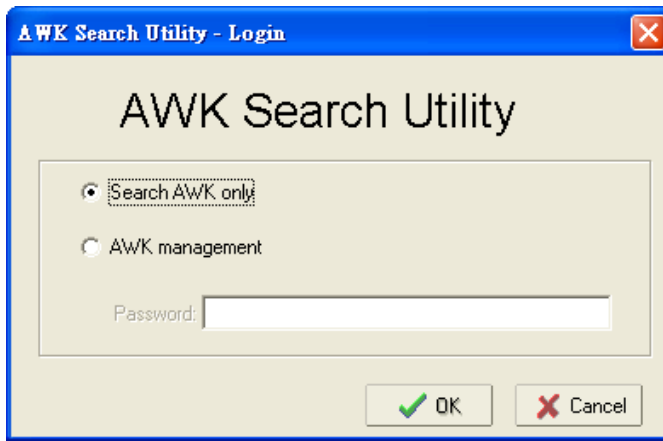 AWK Search Utility - Login
AWK Search Utility
Search AWK only
AWK management
Password:
OK
Cancel